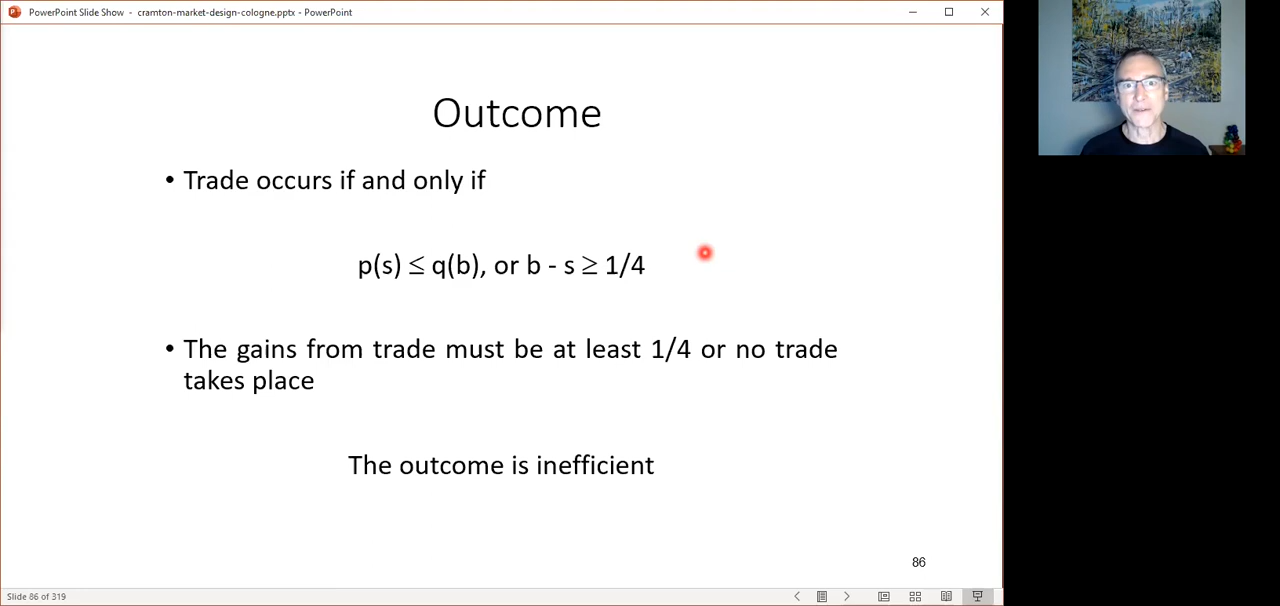 PowerPoint Slide Show - cramton-market-design-cologne.pptx - PowerPoint
Outcome
• Trade occurs if and only if
p(s) ≤ q(b), or b - s ≥ 1/4
• The gains from trade must be at least 1/4 or no trade
takes place
The outcome is inefficient
86
Slide 86 of 319